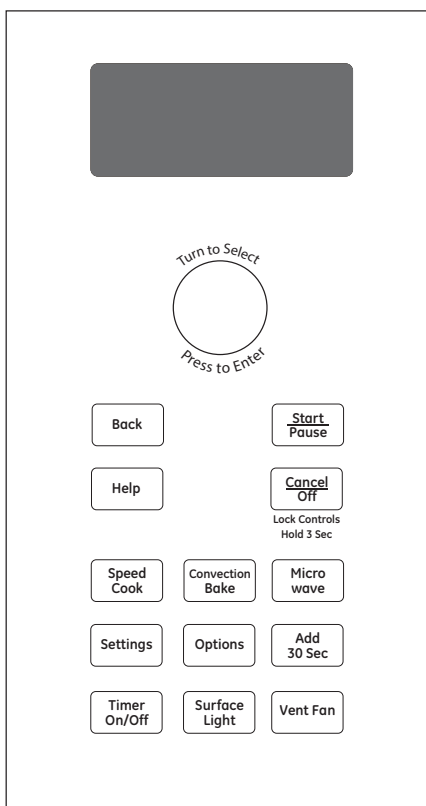 Turn to Select
Press to Enter
Back
Start
Pause
Help
Cancel
Off
Lock Controls
Hold 3 Sec
Speed
Cook
Convection
Bake
Micro
wave
Settings
Options
Add
30 Sec
Timer
On/Off
Surface
Light
Vent Fan